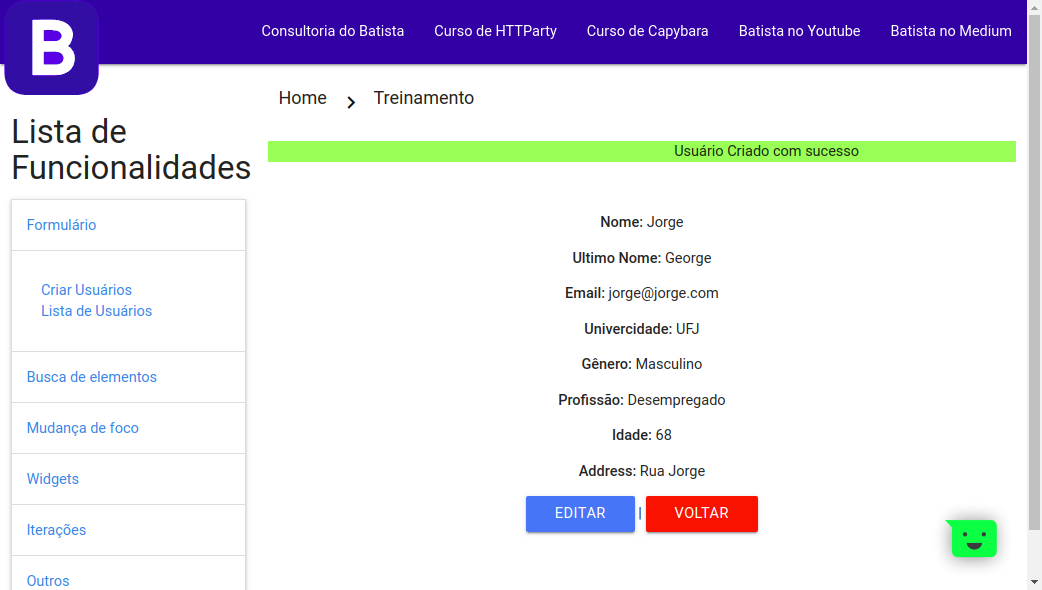 B
Consultoria do Batista
Curso de HTTParty
Curso de Capybara
Batista no Youtube
Batista no Medium
Home
Treinamento
Lista de
Funcionalidades
Formulário
Criar Usuários
Lista de Usuários
Busca de elementos
Mudança de foco
Widgets
Iterações
Outros
Usuário Criado com sucesso
Nome: Jorge
Ultimo Nome: George
Email: jorge@jorge.com
Univercidade: UFJ
Gênero: Masculino
Profissão: Desempregado
Idade: 68
Address: Rua Jorge
EDITAR | VOLTAR